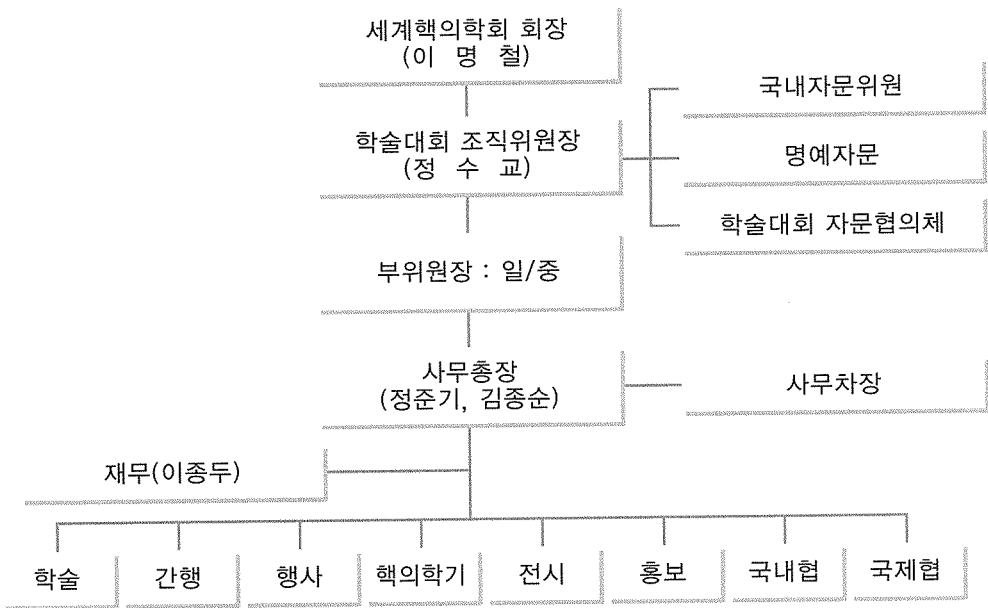 세계핵의학회 회장
(이 명 철)
학술대회 조직위원장
(정 수 교)
국내자문위원
명예자문
학술대회 자문협의체
부위원장 : 일/중
사무총장
(정준기, 김종순)
사무차장
재무(이종두)
학술
간행
행사
핵의학기
전시
홍보
국내협
국제협